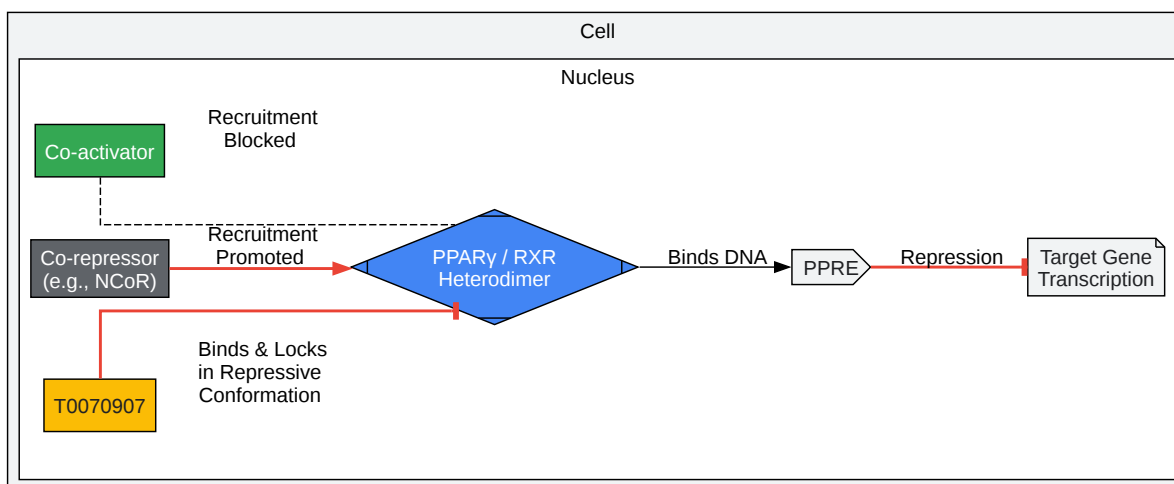 Cell
Nucleus
Recruitment
Blocked
Co-activator
Co-repressor
(e.g., NCoR)
Recruitment
Promoted
PPARγ / RXR
Heterodimer
Binds DNA
PPRE
Repression
Target Gene
Transcription
Binds & Locks
in Repressive
Conformation
T0070907